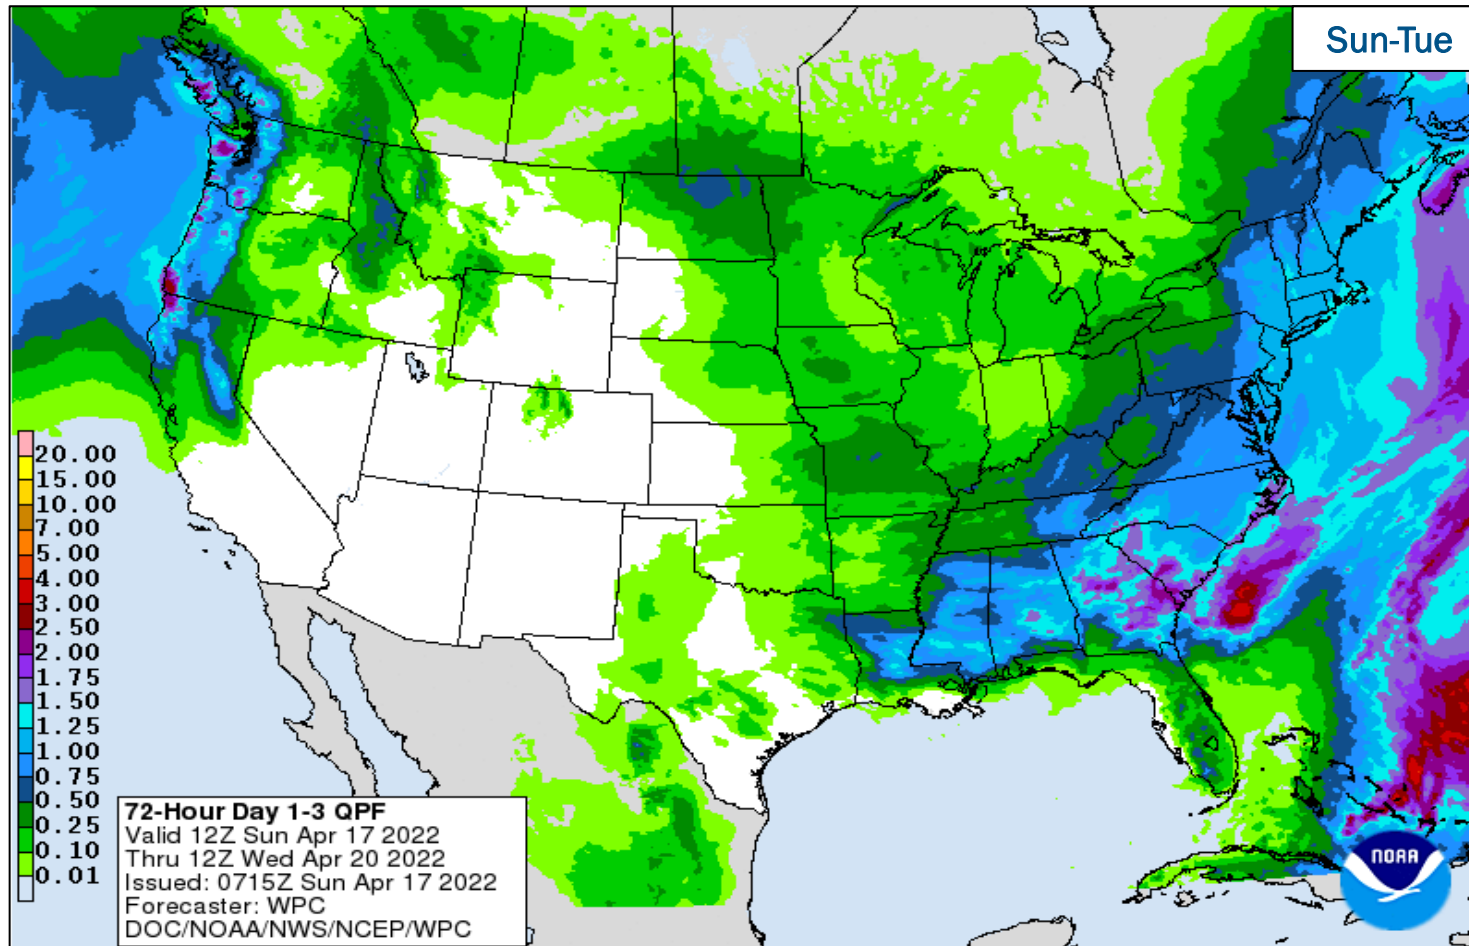 Sun-Tue
20.00
15.00
10.00
7.00
5.00
4.00
3.00
2.50
2.00
1.75
1.50
1.25
1.00
0.75
0.50
0.25
0.10
0.01
72-Hour Day 1-3 QPF
Valid 12Z Sun Apr 17 2022
Thru 12Z Wed Apr 20 2022
Issued: 0715Z Sun Apr 17 2022
Forecaster: WPC
DOC/NOAA/NWS/NCEP/WPC
NOAA